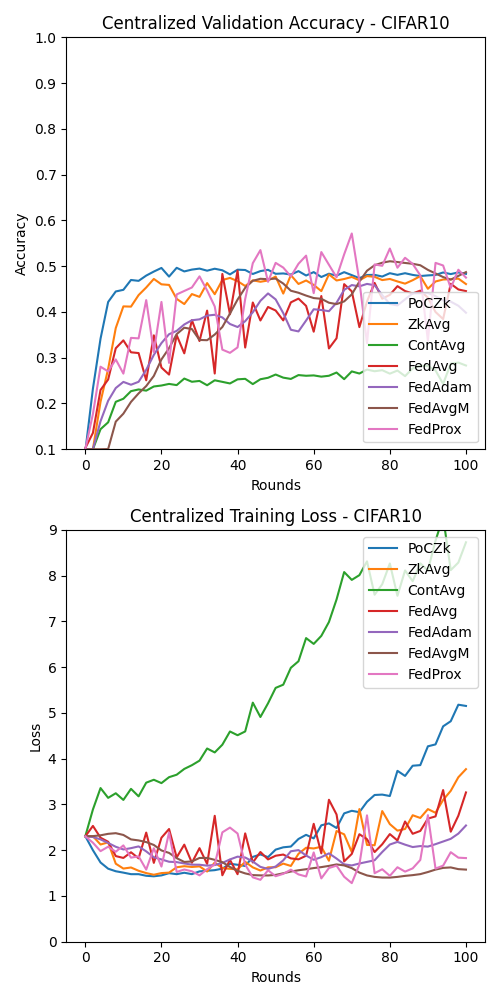 Centralized Validation Accuracy - CIFAR10
1.0
0.9
0.8
0.7
0.6
0.5
0.4
0.3
0.2
0.1
Accuracy
PoCZk
ZkAvg
ContAvg
FedAvg
FedAdam
FedAvgM
FedProx
0 20 40 60 80 100
Rounds
Centralized Training Loss - CIFAR10
9
8
7
6
5
4
3
2
1
0
Loss
PoCZk
ZkAvg
ContAvg
FedAvg
FedAdam
FedAvgM
FedProx
0 20 40 60 80 100
Rounds